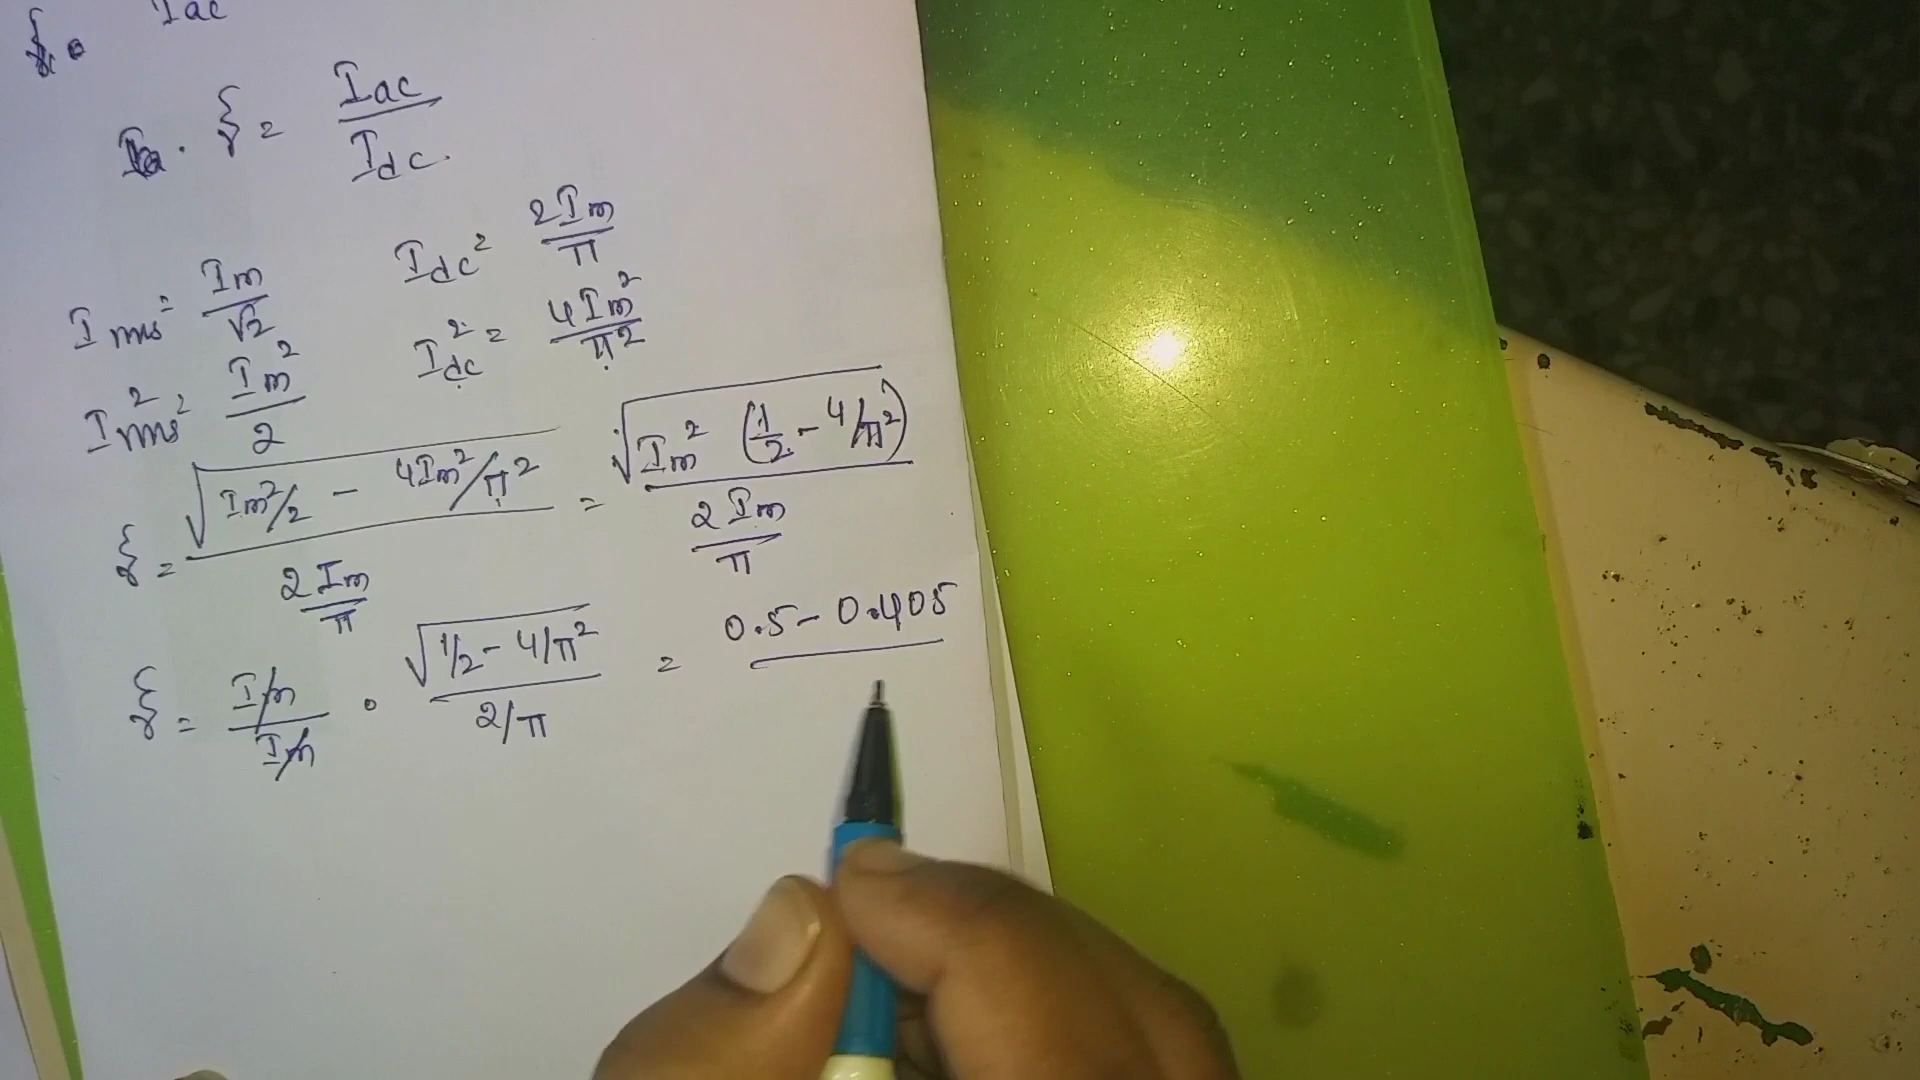 Iac
ξ = Iac / Idc
Irms = Im/√2    Idc = 2Im/π
Irms² = Im²/2    Idc² = 4Im²/π²
ξ = √(Im²/2 - 4Im²/π²) / (2Im/π) = √(Im² (1/2 - 4/π²)) / (2Im/π)
ξ = Im/Im · √(1/2 - 4/π²) / (2/π) = 0.5 - 0.405